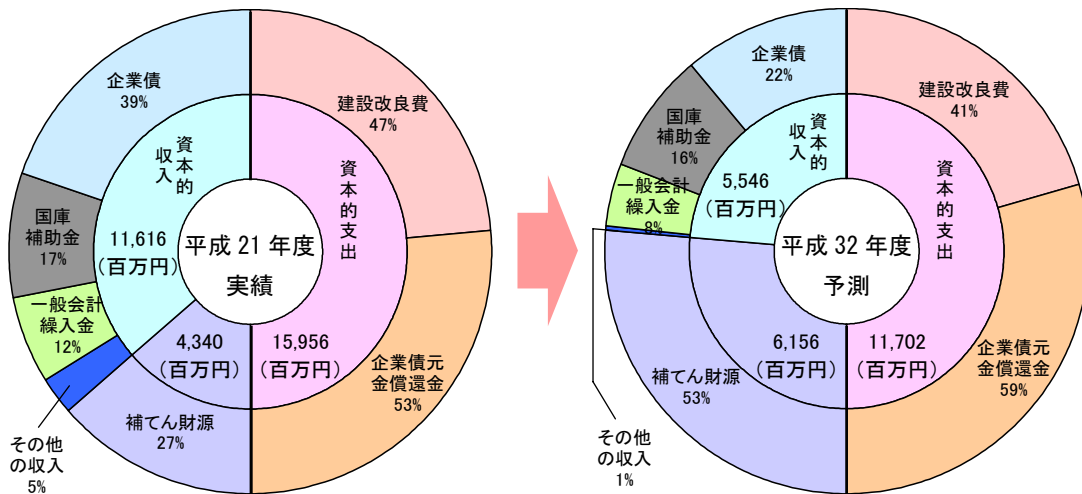 企業債
39%
建設改良費
47%
国庫
補助金
17%
資本的
収入
11,616
(百万円)
資本的支出
平成 21 年度
実績
一般会計
繰入金
12%
4,340
(百万円)
15,956
(百万円)
企業債元
金償還金
53%
補てん財源
27%
その他
の収入
5%
企業債
22%
建設改良費
41%
国庫
補助金
16%
資本的
収入
5,546
(百万円)
資本的支出
一般会計
繰入金
8%
平成 32 年度
予測
6,156
(百万円)
11,702
(百万円)
補てん財源
53%
企業債元
金償還金
59%
その他
の収入
1%